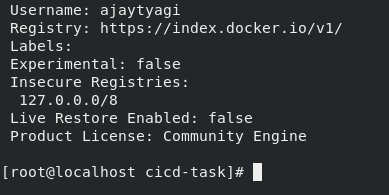 Username: ajaytyagi
Registry: https://index.docker.io/v1/
Labels:
Experimental: false
Insecure Registries:
127.0.0.0/8
Live Restore Enabled: false
Product License: Community Engine
[root@localhost cicd-task]#